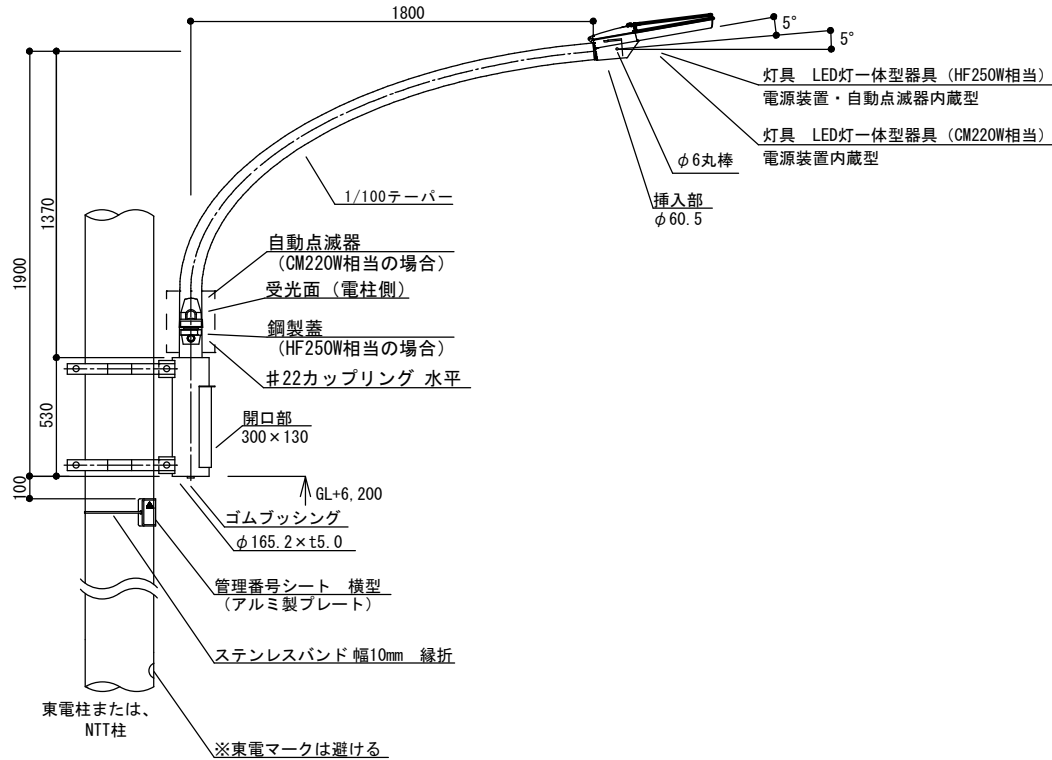 1800
5°
5°
灯具 LED灯一体型器具（HF250W相当）
電源装置・自動点滅器内蔵型
灯具 LED灯一体型器具（CM220W相当）
電源装置内蔵型
φ6丸棒
挿入部
φ60.5
1/100テーパー
1370
1900
530
100
自動点滅器
（CM220W相当の場合）
受光面（電柱側）
鋼製蓋
（HF250W相当の場合）
♯22カップリング 水平
開口部
300×130
GL+6,200
ゴムブッシング
φ165.2×t5.0
管理番号シート 横型
（アルミ製プレート）
ステンレスバンド 幅10mm 縁折
東電柱または、
NTT柱
※東電マークは避ける